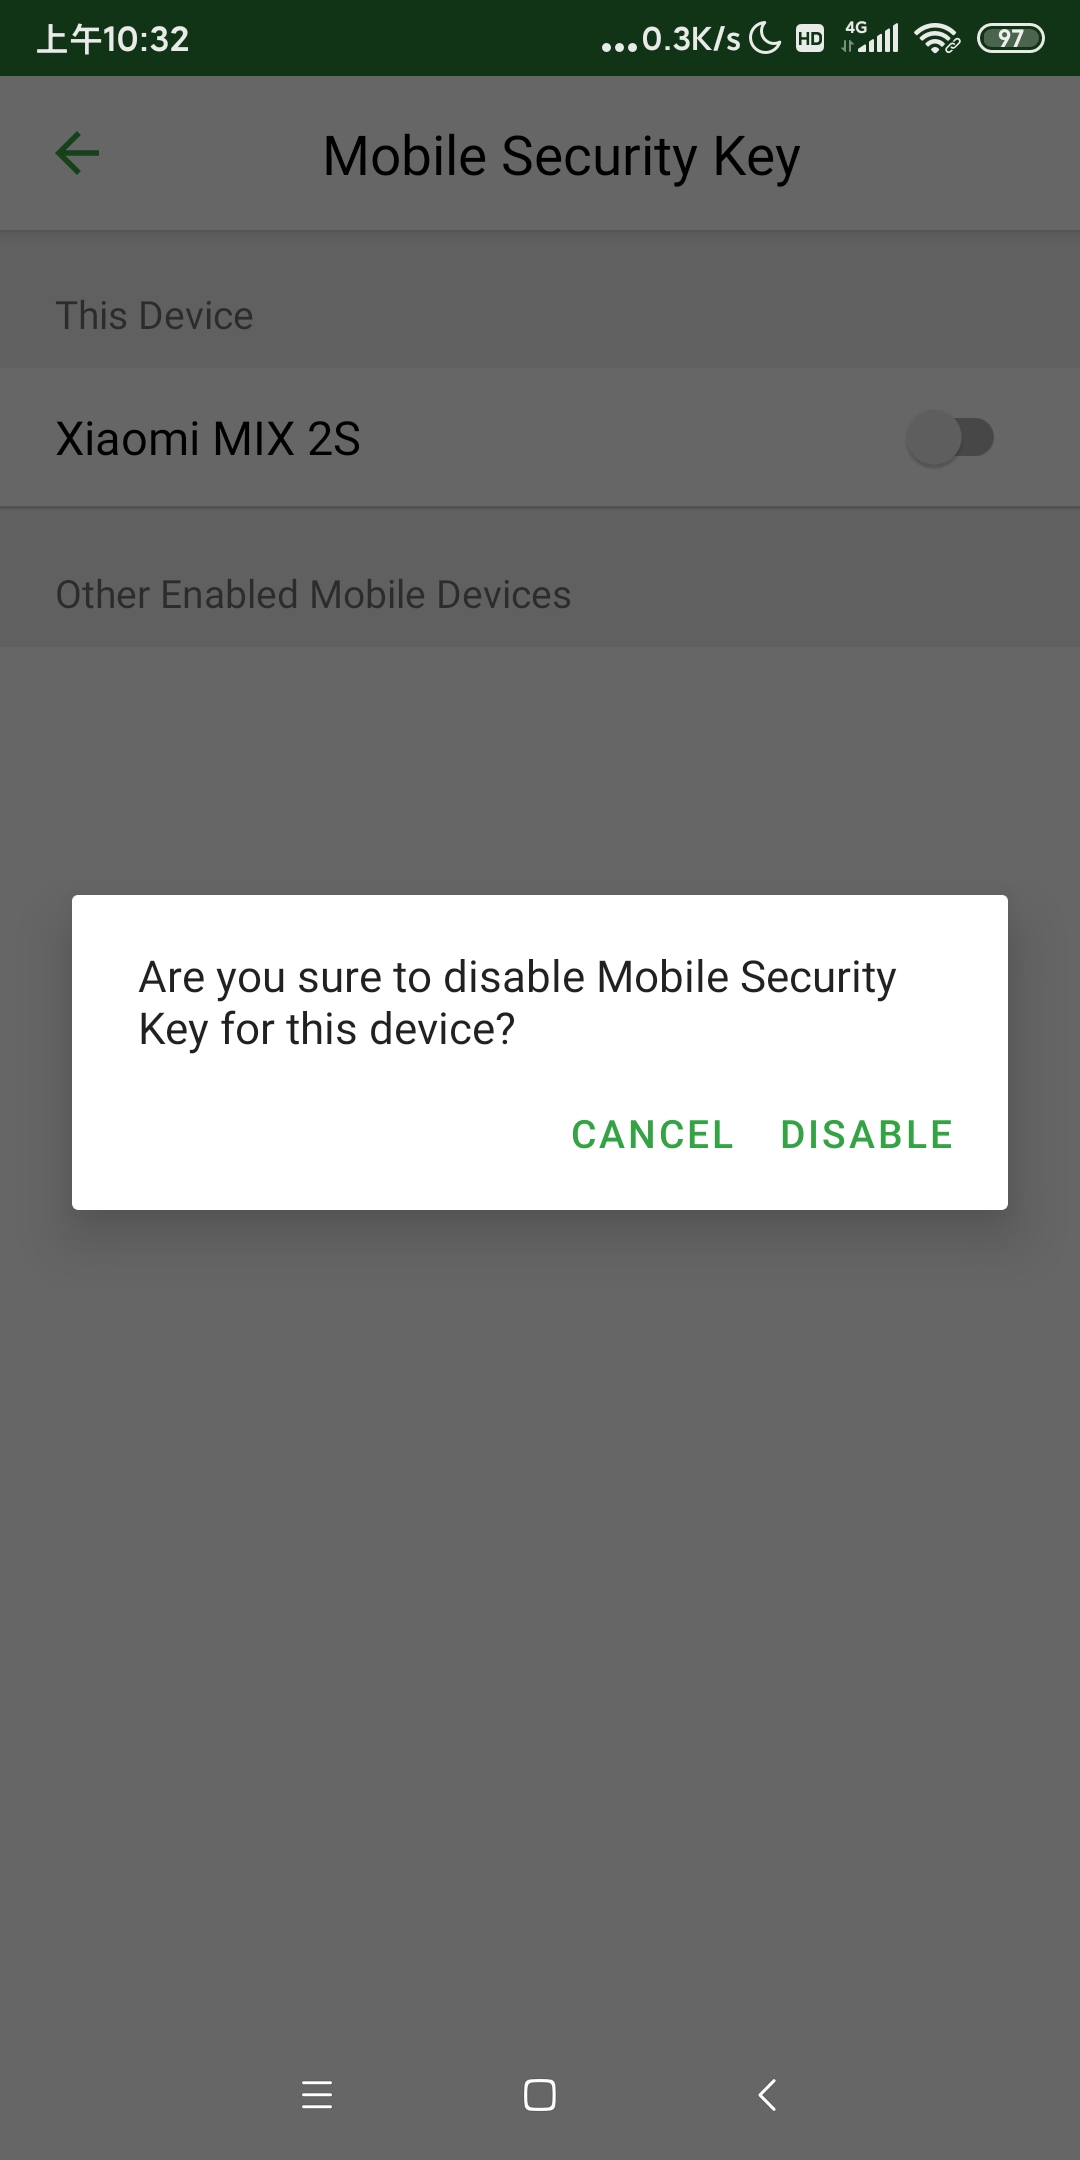 上午10:32
...0.3K/s HD 4G 97
Mobile Security Key
This Device
Xiaomi MIX 2S
Other Enabled Mobile Devices
Are you sure to disable Mobile Security
Key for this device?
CANCEL DISABLE